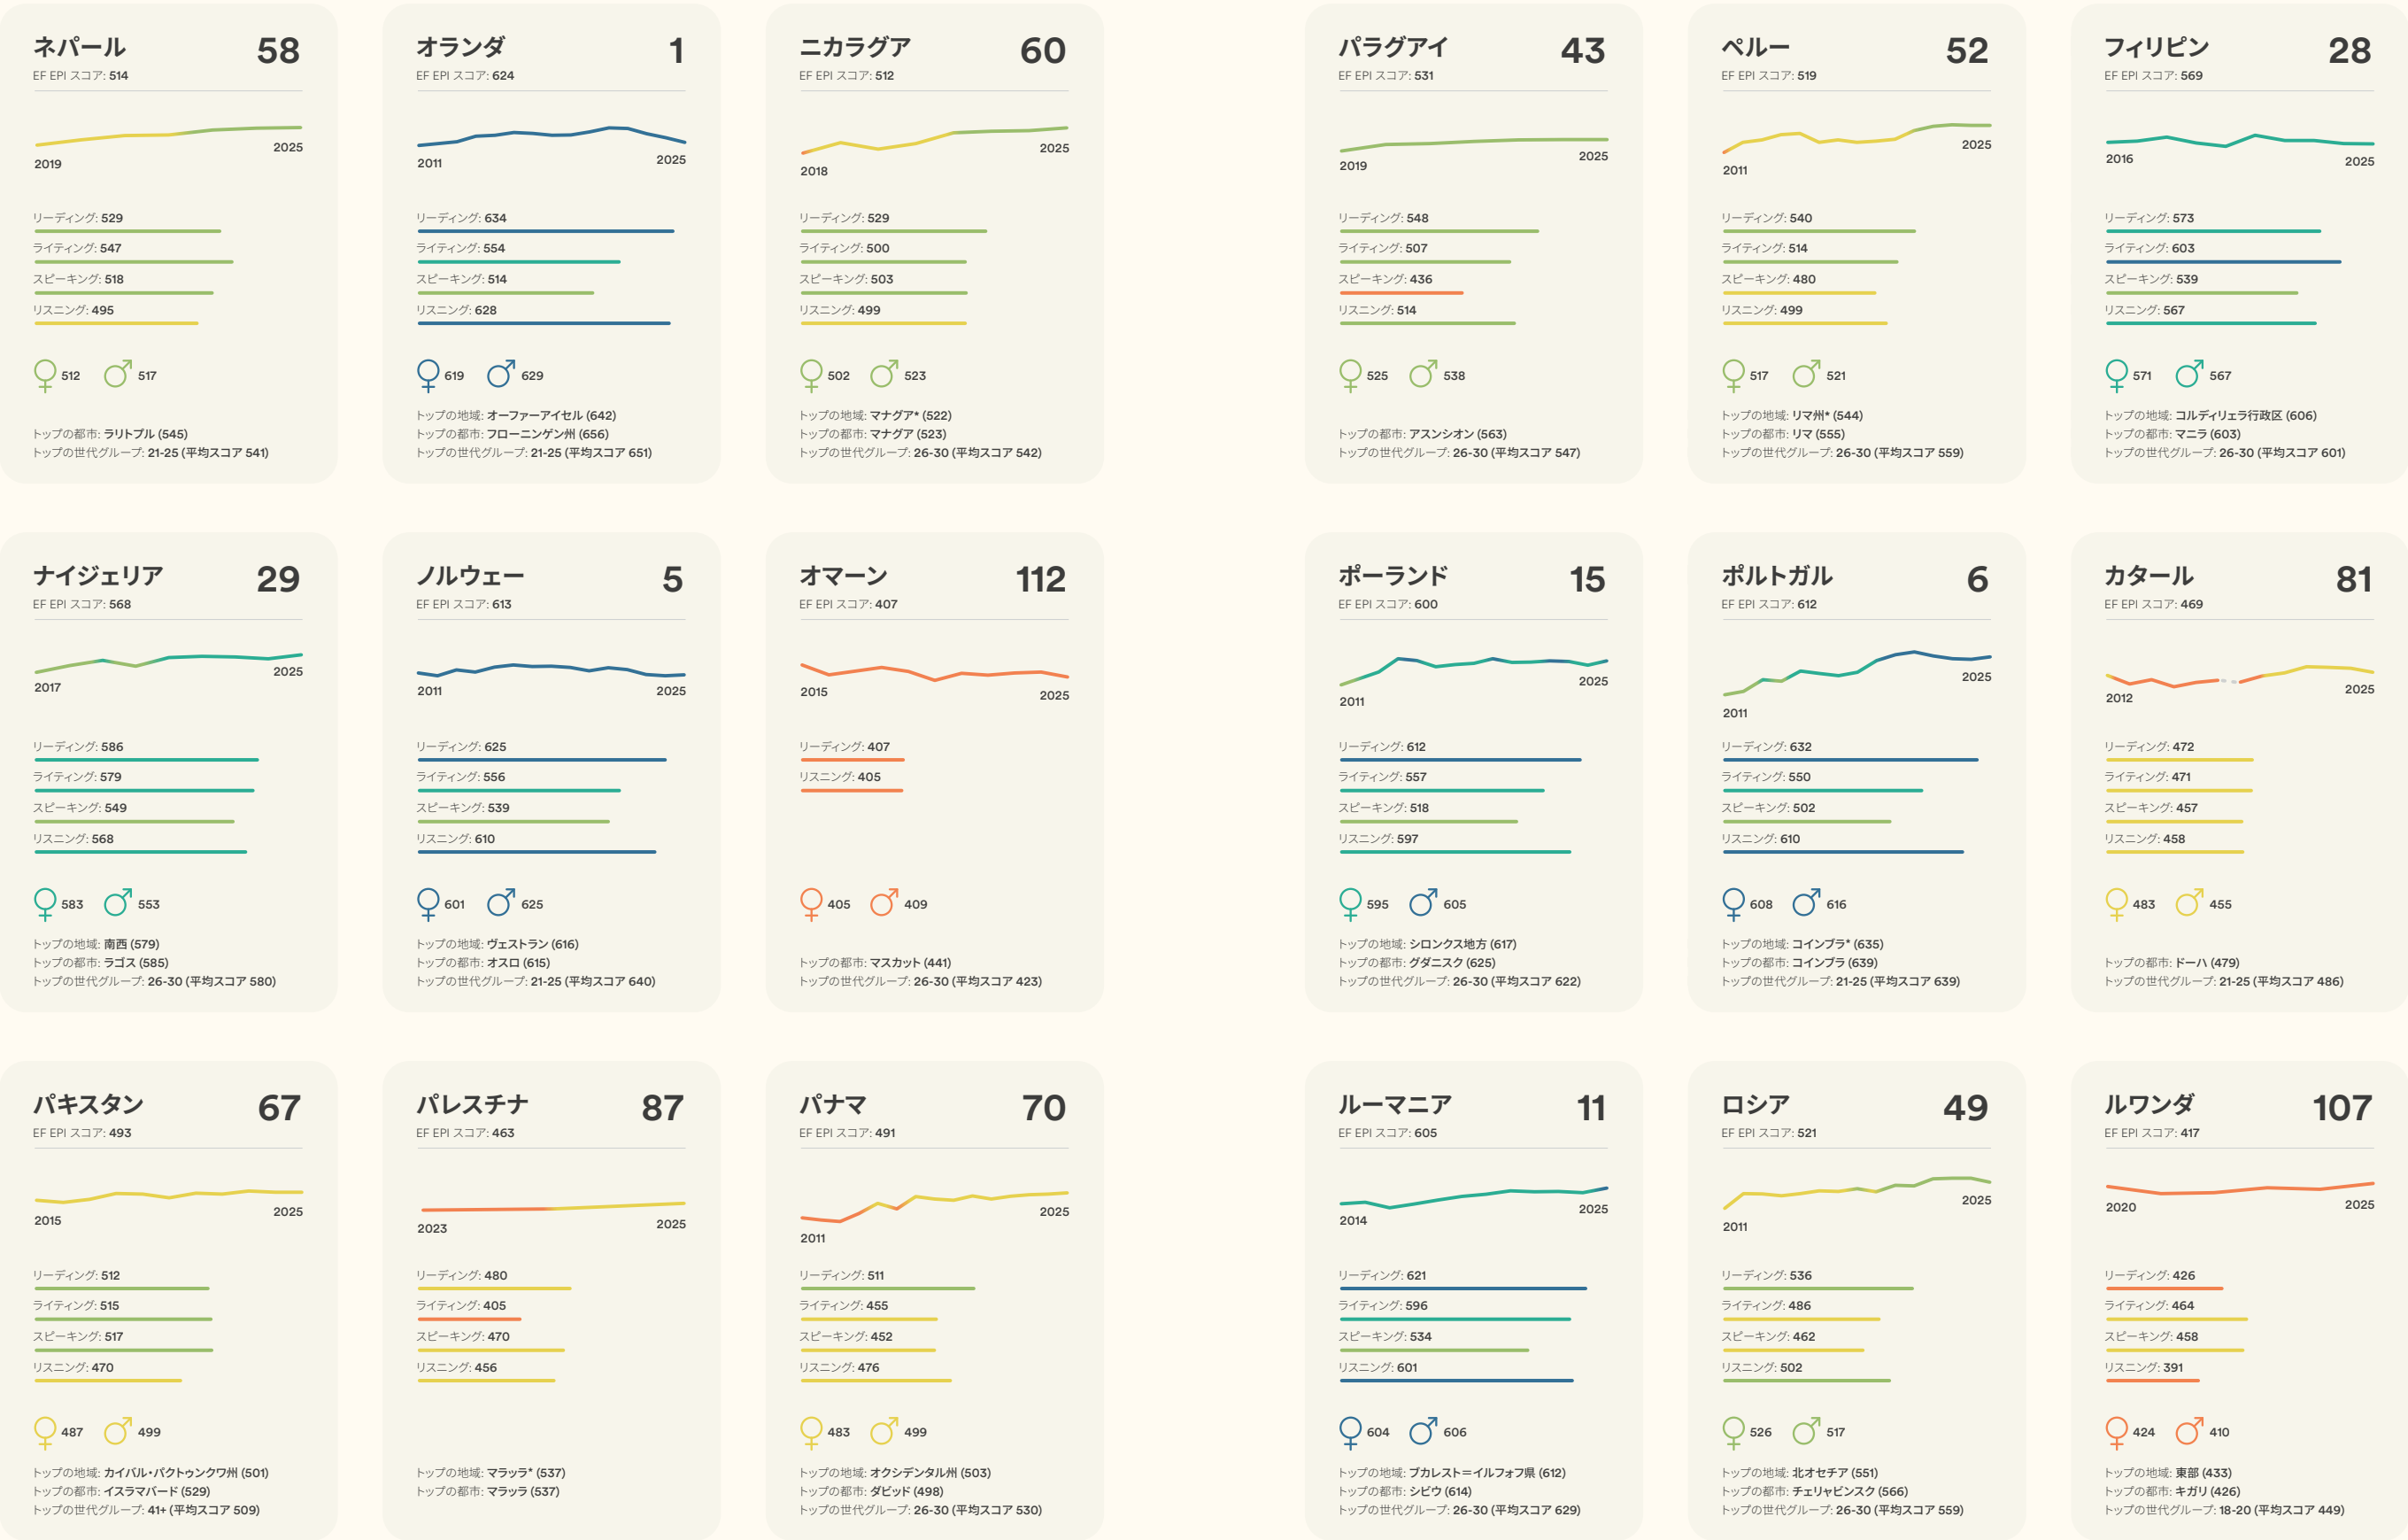 ネパール 58
EF EPI スコア: 514
2019 2025
リーディング: 529
ライティング: 547
スピーキング: 518
リスニング: 495
512 517
トップの都市: ラリトプル (545)
トップの世代グループ: 21-25 (平均スコア 541)
オランダ 1
EF EPI スコア: 624
2011 2025
リーディング: 634
ライティング: 554
スピーキング: 514
リスニング: 628
619 629
トップの地域: オーファーアイセル (642)
トップの都市: フローニンゲン州 (656)
トップの世代グループ: 21-25 (平均スコア 651)
ニカラグア 60
EF EPI スコア: 512
2018 2025
リーディング: 529
ライティング: 500
スピーキング: 503
リスニング: 499
502 523
トップの地域: マナグア* (522)
トップの都市: マナグア (523)
トップの世代グループ: 26-30 (平均スコア 542)
パラグアイ 43
EF EPI スコア: 531
2019 2025
リーディング: 548
ライティング: 507
スピーキング: 436
リスニング: 514
525 538
トップの都市: アスンシオン (563)
トップの世代グループ: 26-30 (平均スコア 547)
ペルー 52
EF EPI スコア: 519
2011 2025
リーディング: 540
ライティング: 514
スピーキング: 480
リスニング: 499
517 521
トップの地域: リマ州* (544)
トップの都市: リマ (555)
トップの世代グループ: 26-30 (平均スコア 559)
フィリピン 28
EF EPI スコア: 569
2016 2025
リーディング: 573
ライティング: 603
スピーキング: 539
リスニング: 567
571 567
トップの地域: コルディリェラ行政区 (606)
トップの都市: マニラ (603)
トップの世代グループ: 26-30 (平均スコア 601)
ナイジェリア 29
EF EPI スコア: 568
2017 2025
リーディング: 586
ライティング: 579
スピーキング: 549
リスニング: 568
583 553
トップの地域: 南西 (579)
トップの都市: ラゴス (585)
トップの世代グループ: 26-30 (平均スコア 580)
ノルウェー 5
EF EPI スコア: 613
2011 2025
リーディング: 625
ライティング: 556
スピーキング: 539
リスニング: 610
601 625
トップの地域: ヴェストラン (616)
トップの都市: オスロ (615)
トップの世代グループ: 21-25 (平均スコア 640)
オマーン 112
EF EPI スコア: 407
2015 2025
リーディング: 407
リスニング: 405
405 409
トップの都市: マスカット (441)
トップの世代グループ: 26-30 (平均スコア 423)
ポーランド 15
EF EPI スコア: 600
2011 2025
リーディング: 612
ライティング: 557
スピーキング: 518
リスニング: 597
595 605
トップの地域: シロンクス地方 (617)
トップの都市: グダニスク (625)
トップの世代グループ: 26-30 (平均スコア 622)
ポルトガル 6
EF EPI スコア: 612
2011 2025
リーディング: 632
ライティング: 550
スピーキング: 502
リスニング: 610
608 616
トップの地域: コインブラ* (635)
トップの都市: コインブラ (639)
トップの世代グループ: 21-25 (平均スコア 639)
カタール 81
EF EPI スコア: 469
2012 2025
リーディング: 472
ライティング: 471
スピーキング: 457
リスニング: 458
483 455
トップの都市: ドーハ (479)
トップの世代グループ: 21-25 (平均スコア 486)
パキスタン 67
EF EPI スコア: 493
2015 2025
リーディング: 512
ライティング: 515
スピーキング: 517
リスニング: 470
487 499
トップの地域: カイバル・パクトゥンクワ州 (501)
トップの都市: イスラマバード (529)
トップの世代グループ: 41+ (平均スコア 509)
パレスチナ 87
EF EPI スコア: 463
2023 2025
リーディング: 480
ライティング: 405
スピーキング: 470
リスニング: 456
トップの地域: マラッラ* (537)
トップの都市: マラッラ (537)
パナマ 70
EF EPI スコア: 491
2011 2025
リーディング: 511
ライティング: 455
スピーキング: 452
リスニング: 476
483 499
トップの地域: オクシデンタル州 (503)
トップの都市: ダビッド (498)
トップの世代グループ: 26-30 (平均スコア 530)
ルーマニア 11
EF EPI スコア: 605
2014 2025
リーディング: 621
ライティング: 596
スピーキング: 534
リスニング: 601
604 606
トップの地域: ブカレスト＝イルフォフ県 (612)
トップの都市: シビウ (614)
トップの世代グループ: 26-30 (平均スコア 629)
ロシア 49
EF EPI スコア: 521
2011 2025
リーディング: 536
ライティング: 486
スピーキング: 462
リスニング: 502
526 517
トップの地域: 北オセチア (551)
トップの都市: チェリャビンスク (566)
トップの世代グループ: 26-30 (平均スコア 559)
ルワンダ 107
EF EPI スコア: 417
2020 2025
リーディング: 426
ライティング: 464
スピーキング: 458
リスニング: 391
424 410
トップの地域: 東部 (433)
トップの都市: キガリ (426)
トップの世代グループ: 18-20 (平均スコア 449)